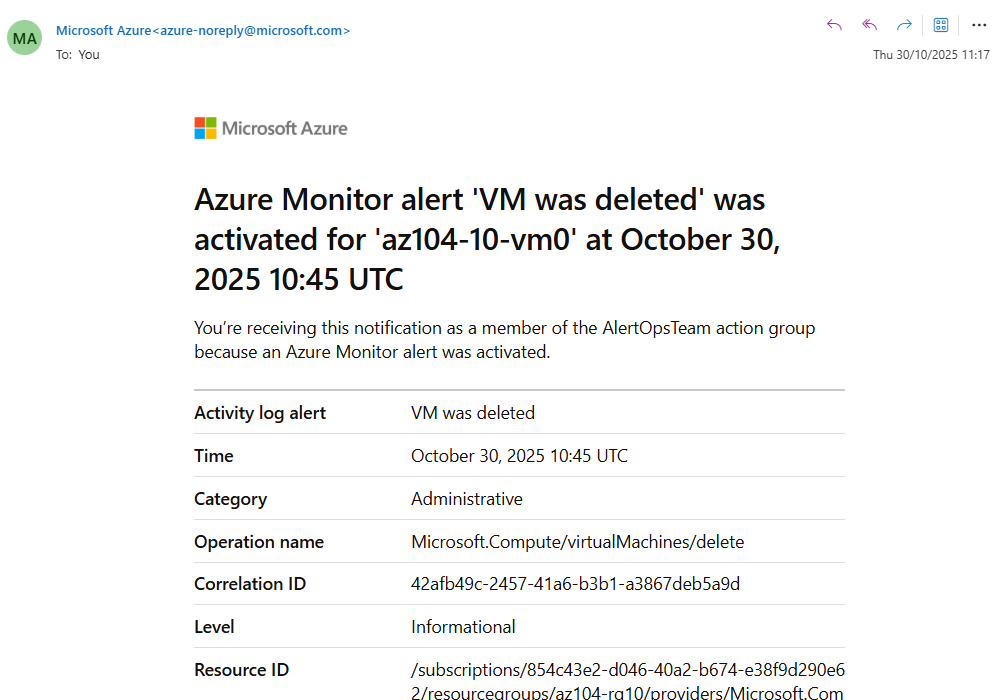 MA
Microsoft Azure<azure-noreply@microsoft.com>
To: You
Thu 30/10/2025 11:17
Microsoft Azure
Azure Monitor alert 'VM was deleted' was
activated for 'az104-10-vm0' at October 30,
2025 10:45 UTC
You’re receiving this notification as a member of the AlertOpsTeam action group
because an Azure Monitor alert was activated.
Activity log alert VM was deleted
Time October 30, 2025 10:45 UTC
Category Administrative
Operation name Microsoft.Compute/virtualMachines/delete
Correlation ID 42afb49c-2457-41a6-b3b1-a3867deb5a9d
Level Informational
Resource ID /subscriptions/854c43e2-d046-40a2-b674-e38f9d290e6
2/resourcegroups/az104-rg10/providers/Microsoft.Com